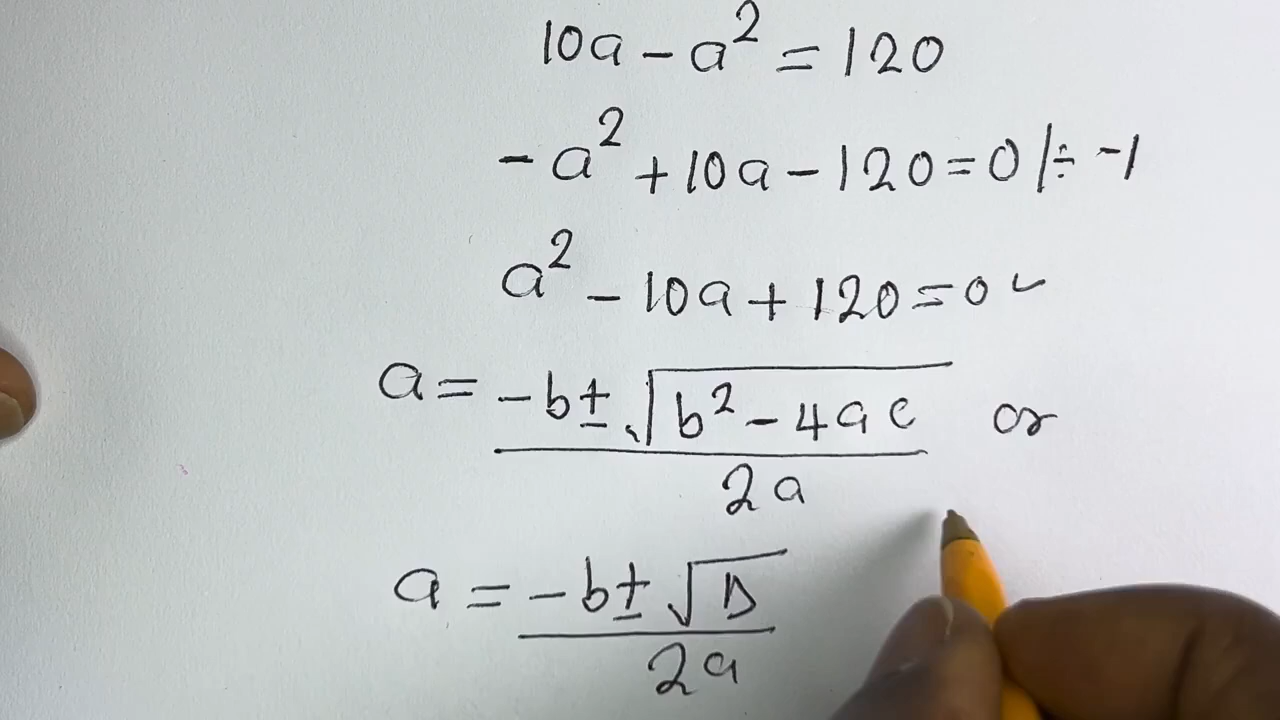 10a - a² = 120
-a² + 10a - 120 = 0 | ÷ -1
a² - 10a + 120 = 0
a = (-b ± √(b² - 4ac)) / 2a or
a = (-b ± √D) / 2a